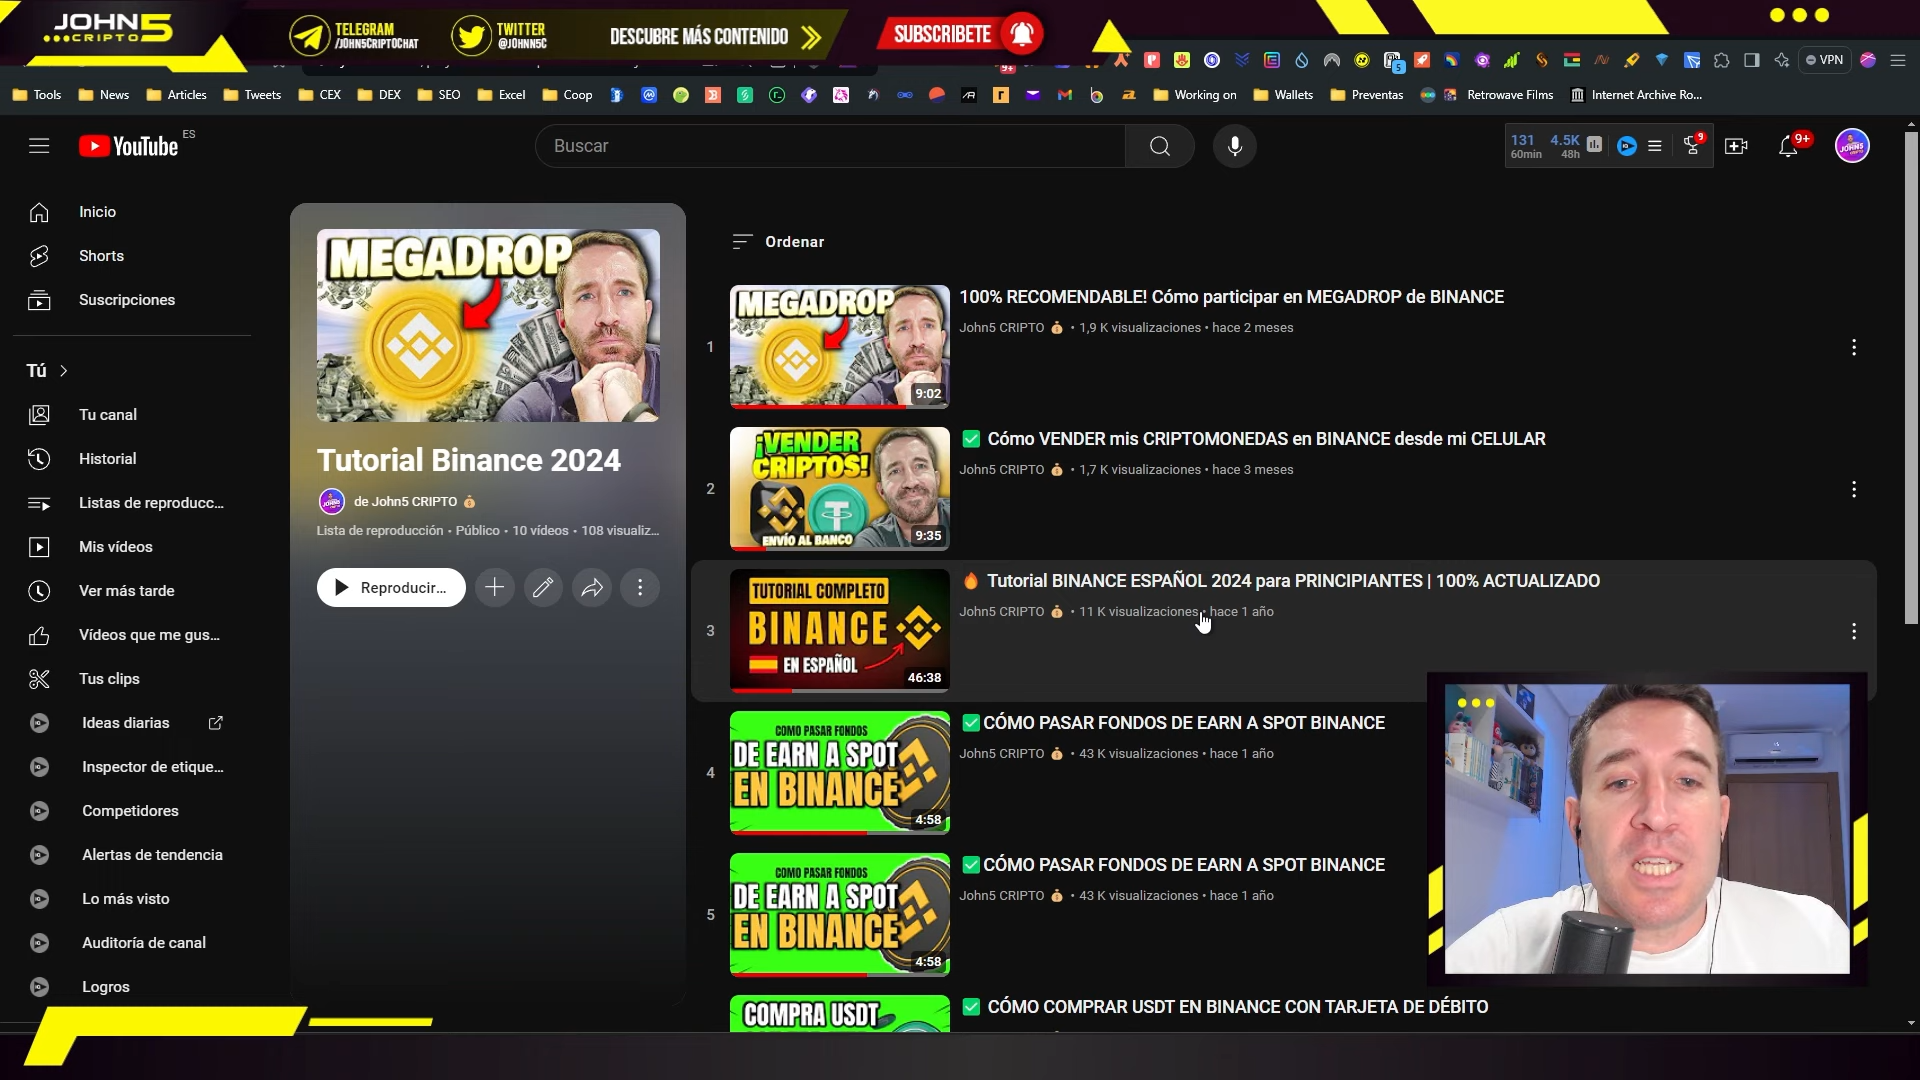 JOHN5
CRIPTO
TELEGRAM
/JOHN5CRIPTOCHAT
TWITTER
@JOHNN5C
DESCUBRE MÁS CONTENIDO
SUBSCRIBETE
9+
5
VPN
Tools
News
Articles
Tweets
CEX
DEX
SEO
Excel
Coop
Working on
Wallets
Preventas
Retrowave Films
Internet Archive Ro...
YouTube ES
Buscar
131
60min
4.5K
48h
9
9+
Inicio
Shorts
Suscripciones
Tú
Tu canal
Historial
Listas de reproducc...
Mis vídeos
Ver más tarde
Vídeos que me gus...
Tus clips
Ideas diarias
Inspector de etique...
Competidores
Alertas de tendencia
Lo más visto
Auditoría de canal
Logros
MEGADROP
Tutorial Binance 2024
de John5 CRIPTO 💰
Lista de reproducción • Público • 10 vídeos • 108 visualiz...
Reproducir...
Ordenar
1
MEGADROP
9:02
100% RECOMENDABLE! Cómo participar en MEGADROP de BINANCE
John5 CRIPTO 💰 • 1,9 K visualizaciones • hace 2 meses
2
¡VENDER
CRIPTOS!
ENVÍO AL BANCO
9:35
✅ Cómo VENDER mis CRIPTOMONEDAS en BINANCE desde mi CELULAR
John5 CRIPTO 💰 • 1,7 K visualizaciones • hace 3 meses
3
TUTORIAL COMPLETO
BINANCE
EN ESPAÑOL
46:38
🔥 Tutorial BINANCE ESPAÑOL 2024 para PRINCIPIANTES | 100% ACTUALIZADO
John5 CRIPTO 💰 • 11 K visualizaciones • hace 1 año
4
COMO PASAR FONDOS
DE EARN A SPOT
EN BINANCE
4:58
✅CÓMO PASAR FONDOS DE EARN A SPOT BINANCE
John5 CRIPTO 💰 • 43 K visualizaciones • hace 1 año
5
COMO PASAR FONDOS
DE EARN A SPOT
EN BINANCE
4:58
✅CÓMO PASAR FONDOS DE EARN A SPOT BINANCE
John5 CRIPTO 💰 • 43 K visualizaciones • hace 1 año
COMPRA USDT
✅ CÓMO COMPRAR USDT EN BINANCE CON TARJETA DE DÉBITO